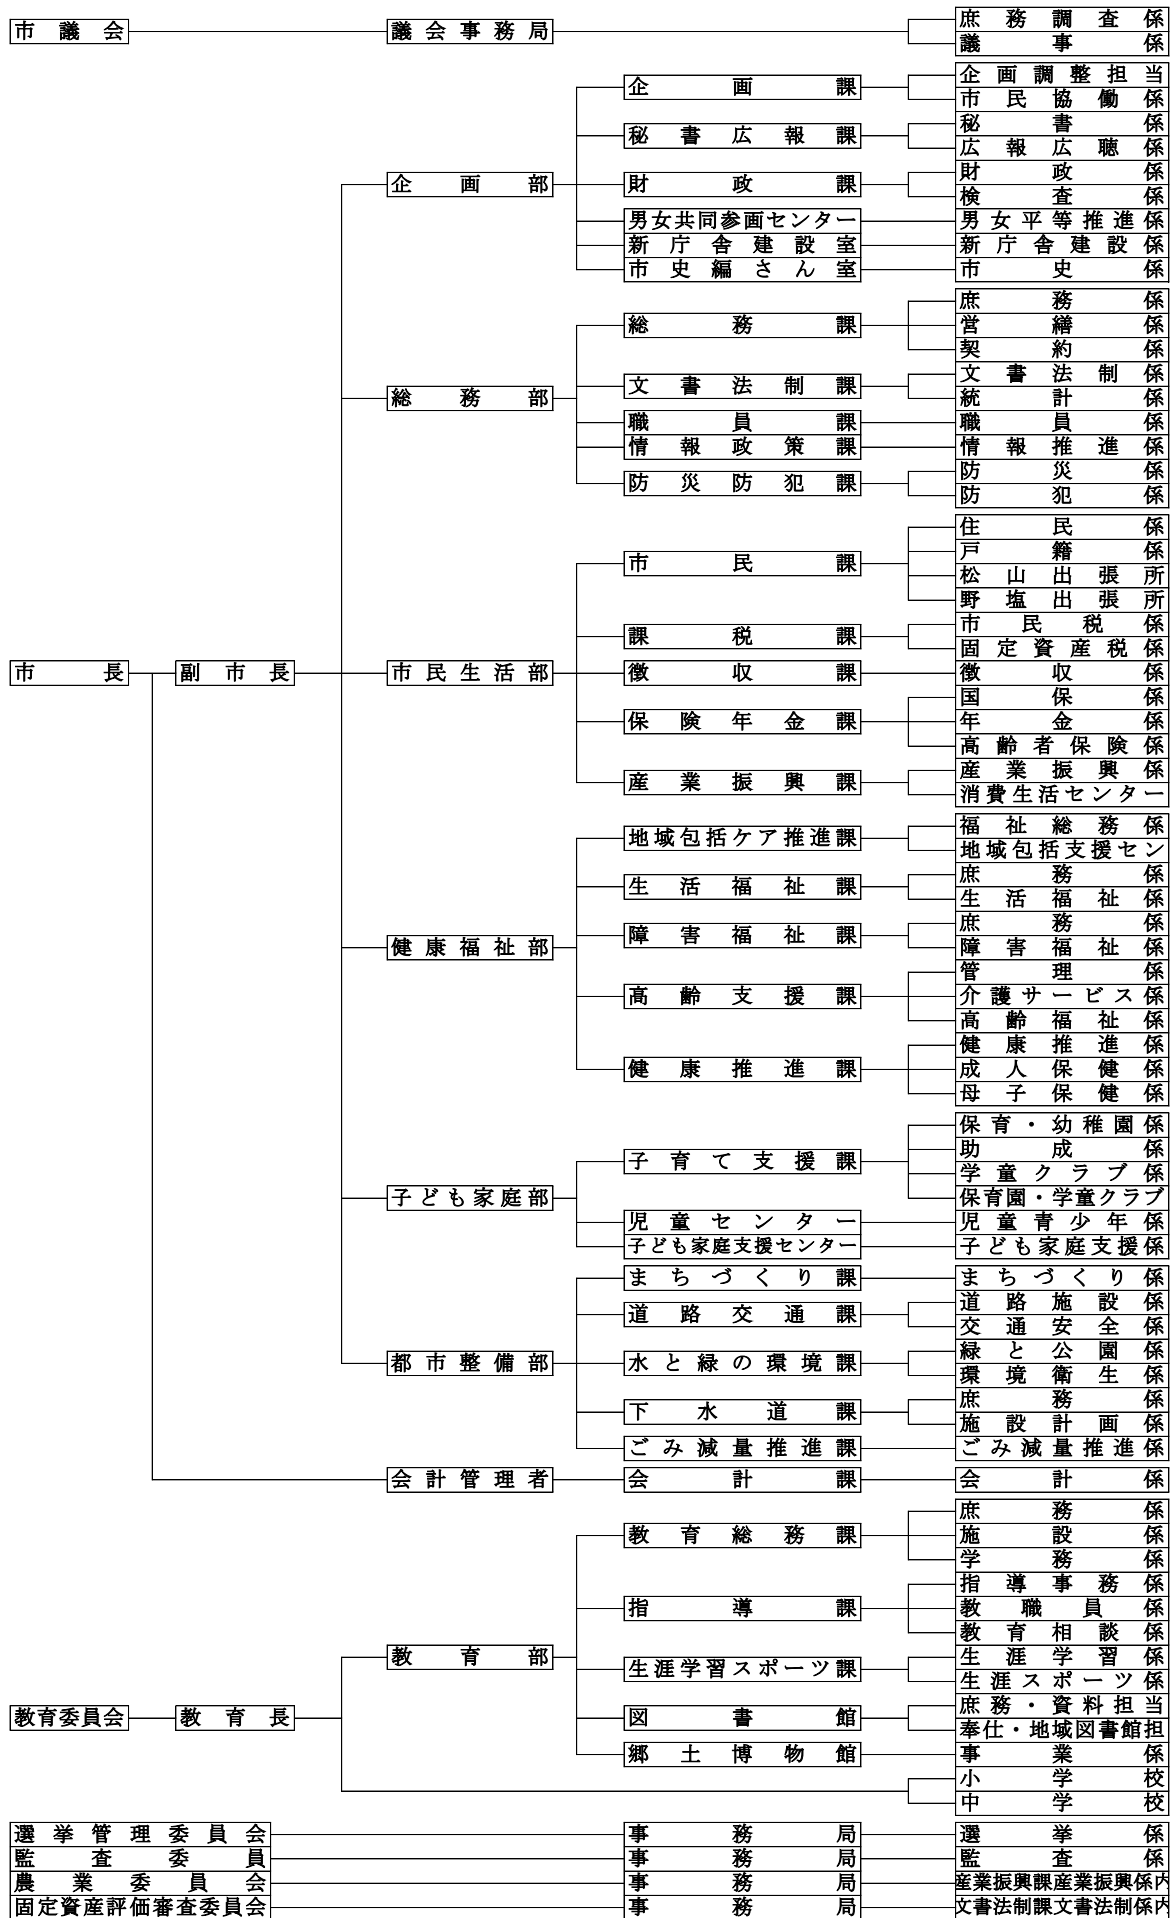 市議会 議会事務局 庶務調査係
議事係
企画調整担当
企画課
市民協働係
秘書係
秘書広報課
広報広聴係
財政係
企画部 財政課
検査係
男女共同参画センター 男女平等推進係
新庁舎建設室 新庁舎建設係
市史編さん室 市史係
庶務係
総務課 営繕係
契約係
文書法制係
総務部 文書法制課
統計係
職員課 職員係
情報政策課 情報推進係
防災係
防災防犯課
防犯係
住民係
戸籍係
市民課
松山出張所
野塩出張所
市民税係
課税課
固定資産税係
市長 副市長 市民生活部 徴収課 徴収係
国保係
保険年金課 年金係
高齢者保険係
産業振興係
産業振興課
消費生活センター
福祉総務係
地域包括ケア推進課
地域包括支援セン
庶務係
生活福祉課
生活福祉係
庶務係
障害福祉課
健康福祉部 障害福祉係
管理係
高齢支援課 介護サービス係
高齢福祉係
健康推進係
健康推進課 成人保健係
母子保健係
保育・幼稚園係
助成係
子育て支援課
学童クラブ係
子ども家庭部 保育園・学童クラブ
児童センター 児童青少年係
子ども家庭支援センター 子ども家庭支援係
まちづくり課 まちづくり係
道路施設係
道路交通課
交通安全係
緑と公園係
都市整備部 水と緑の環境課
環境衛生係
庶務係
下水道課
施設計画係
ごみ減量推進課 ごみ減量推進係
会計管理者 会計課 会計係
庶務係
教育総務課 施設係
学務係
指導事務係
指導課 教職員係
教育相談係
教育部 生涯学習係
生涯学習スポーツ課
生涯スポーツ係
庶務・資料担当
教育委員会 教育長 図書館
奉仕・地域図書館担
郷土博物館 事業係
小学校
中学校
選挙管理委員会 事務局 選挙係
監査委員 事務局 監査係
農業委員会 事務局 産業振興課産業振興係内
固定資産評価審査委員会 事務局 文書法制課文書法制係内